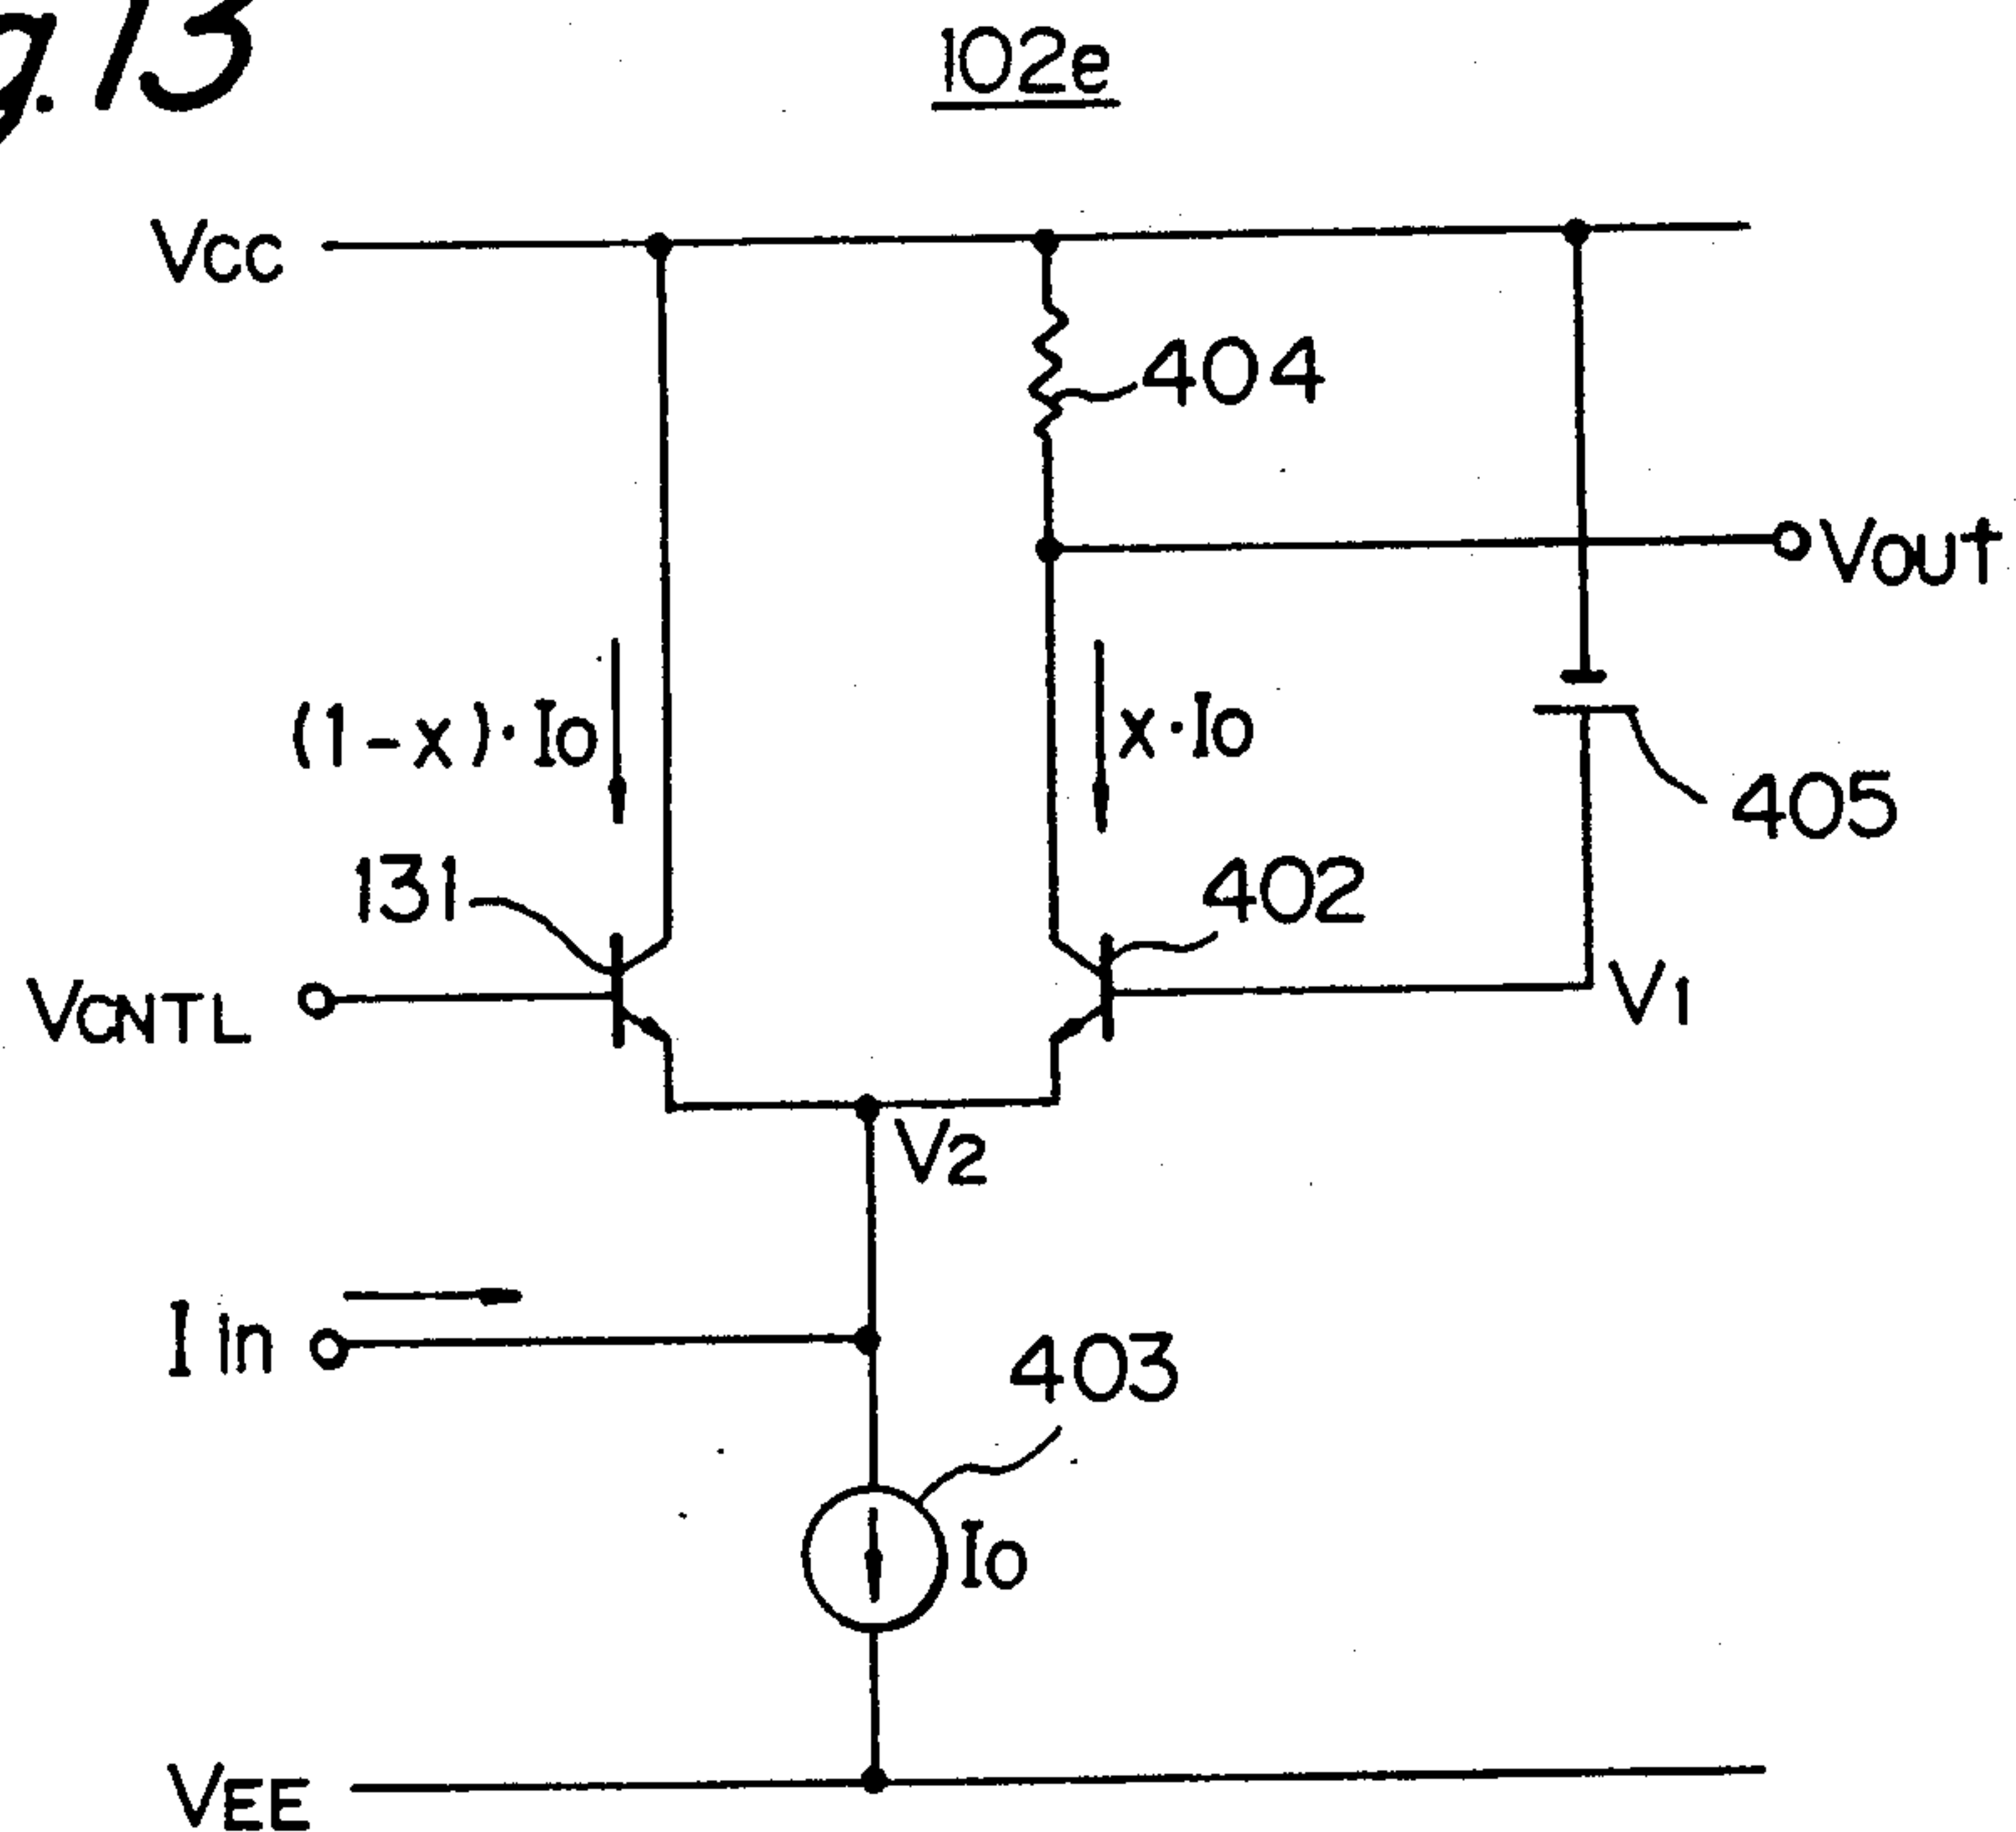 g. 13
102e
VCC
404
VOUT
(1-x)·IO
x·IO
405
131
402
VCNTL
V1
V2
Iin
403
IO
VEE